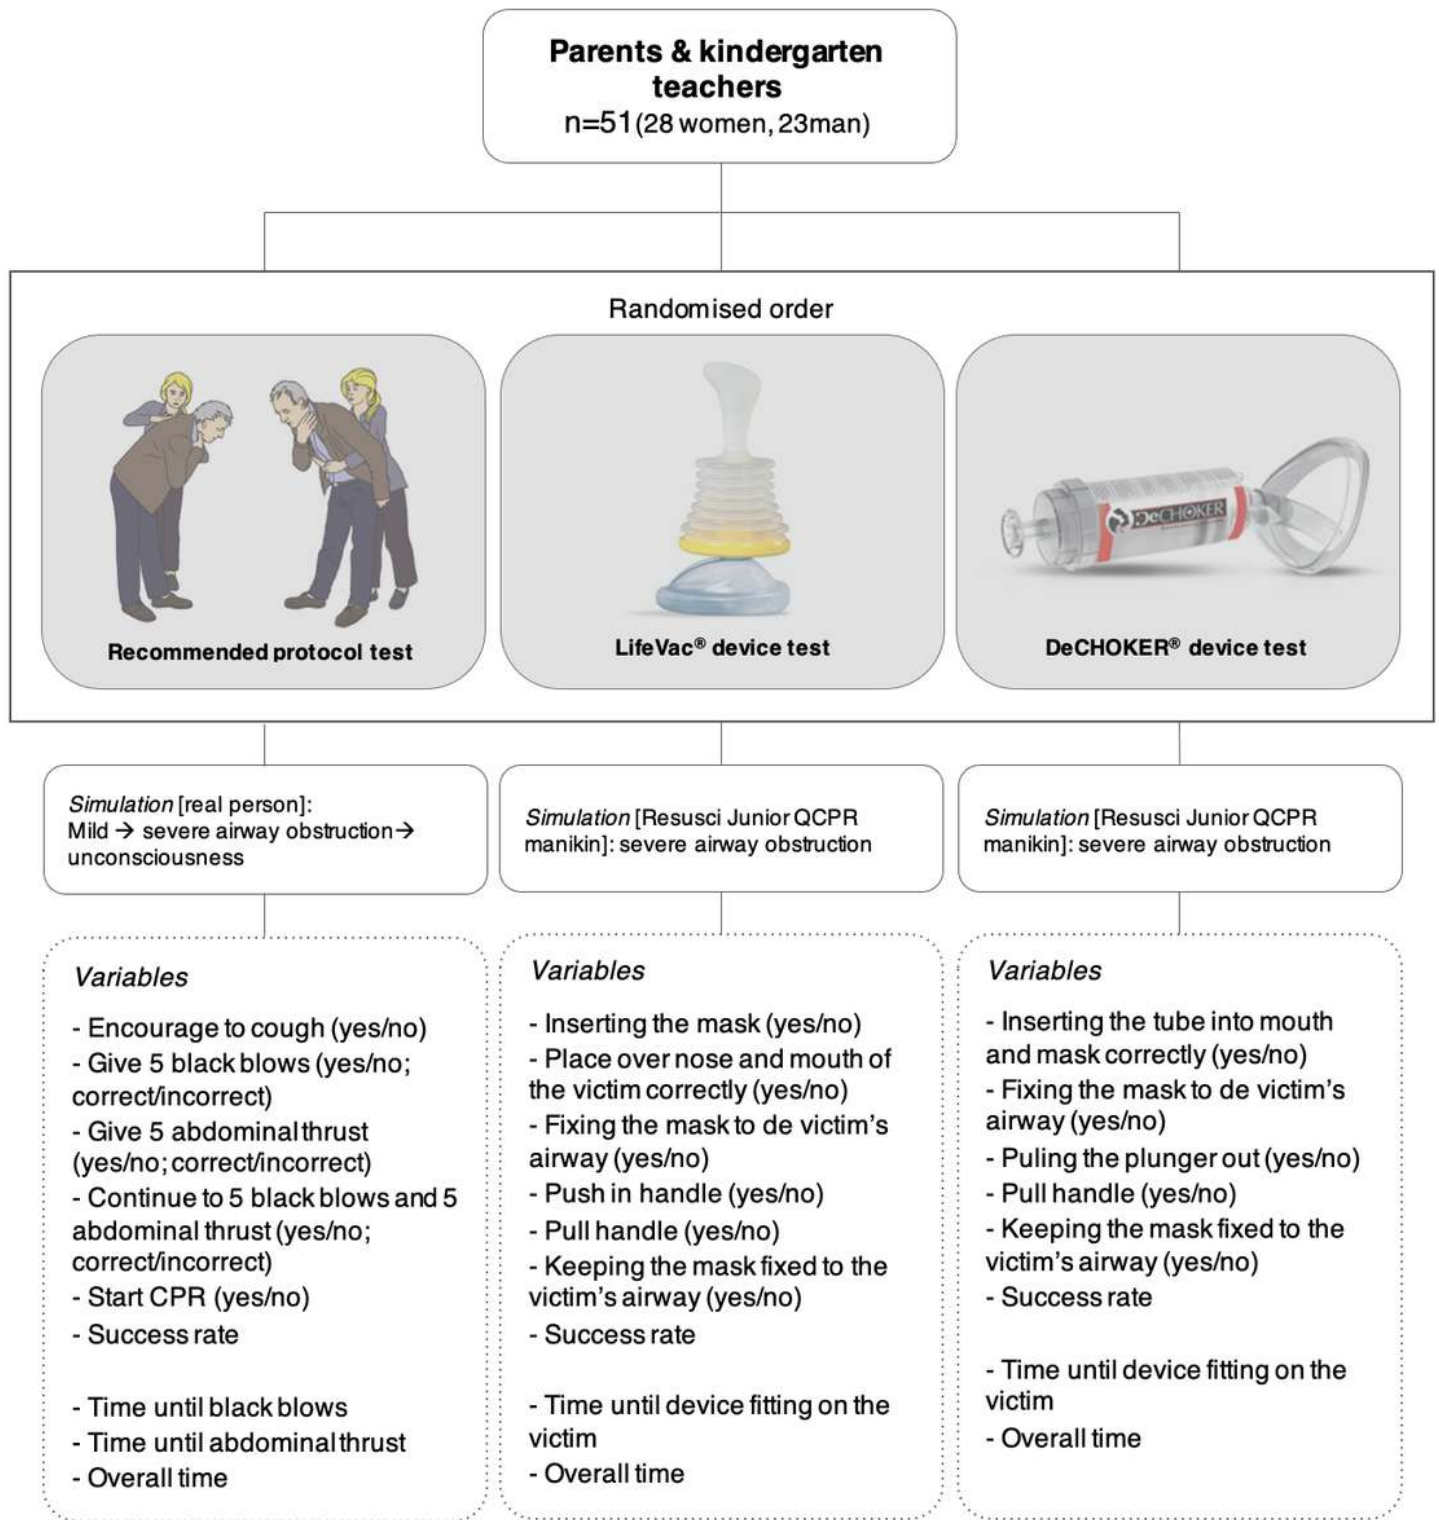 Parents & kindergarten
teachers
n=51(28 women, 23man)
Randomised order
Recommended protocol test
LifeVac® device test
DeCHOKER
DeCHOKER® device test
Simulation [real person]:
Mild → severe airway obstruction→
unconsciousness
Simulation [Resusci Junior QCPR
manikin]: severe airway obstruction
Simulation [Resusci Junior QCPR
manikin]: severe airway obstruction
Variables
- Encourage to cough (yes/no)
- Give 5 black blows (yes/no;
correct/incorrect)
- Give 5 abdominal thrust
(yes/no; correct/incorrect)
- Continue to 5 black blows and 5
abdominal thrust (yes/no;
correct/incorrect)
- Start CPR (yes/no)
- Success rate
- Time until black blows
- Time until abdominal thrust
- Overall time
Variables
- Inserting the mask (yes/no)
- Place over nose and mouth of
the victim correctly (yes/no)
- Fixing the mask to de victim's
airway (yes/no)
- Push in handle (yes/no)
- Pull handle (yes/no)
- Keeping the mask fixed to the
victim's airway (yes/no)
- Success rate
- Time until device fitting on the
victim
- Overall time
Variables
- Inserting the tube into mouth
and mask correctly (yes/no)
- Fixing the mask to de victim's
airway (yes/no)
- Puling the plunger out (yes/no)
- Pull handle (yes/no)
- Keeping the mask fixed to the
victim's airway (yes/no)
- Success rate
- Time until device fitting on the
victim
- Overall time